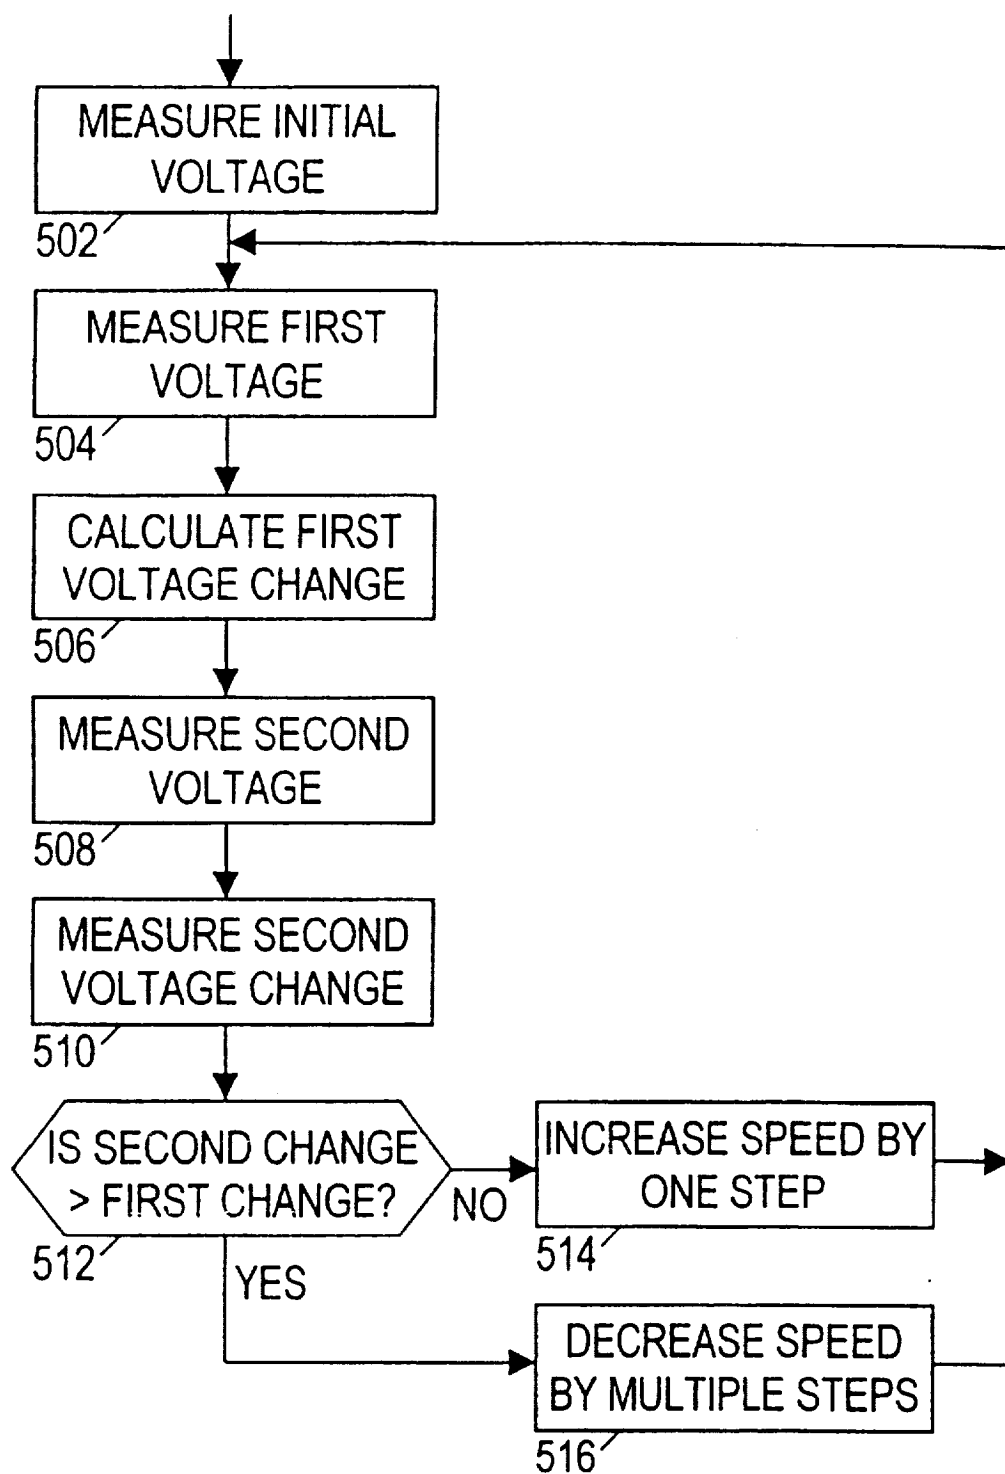 MEASURE INITIAL
VOLTAGE
502
MEASURE FIRST
VOLTAGE
504
CALCULATE FIRST
VOLTAGE CHANGE
506
MEASURE SECOND
VOLTAGE
508
MEASURE SECOND
VOLTAGE CHANGE
510
IS SECOND CHANGE
> FIRST CHANGE?
512
NO
INCREASE SPEED BY
ONE STEP
514
YES
DECREASE SPEED
BY MULTIPLE STEPS
516